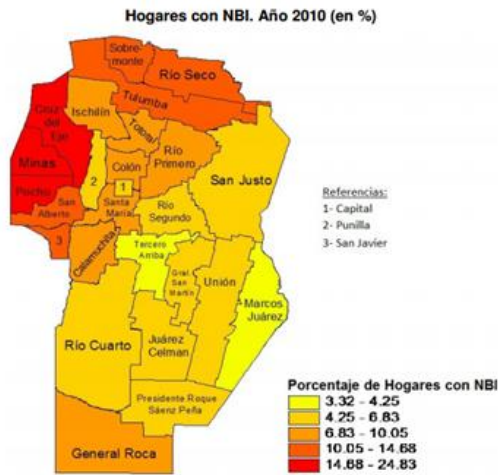 Hogares con NBI. Año 2010 (en %)
Sobre-
monte
Río Seco
Tulumba
Cruz
del
Eje
Ischilín
Totoral
Río
Primero
Minas
Colón
San Justo
2
1
Pocho
San
Alberto
Santa
María
Río
Segundo
3
Calamuchita
Tercero
Arriba
Gral.
San
Martín
Unión
Marcos
Juárez
Río Cuarto
Juárez
Celman
Presidente Roque
Sáenz Peña
General Roca
Referencias:
1- Capital
2- Punilla
3- San Javier
Porcentaje de Hogares con NBI
3.32 - 4.25
4.25 - 6.83
6.83 - 10.05
10.05 - 14.68
14.68 - 24.83